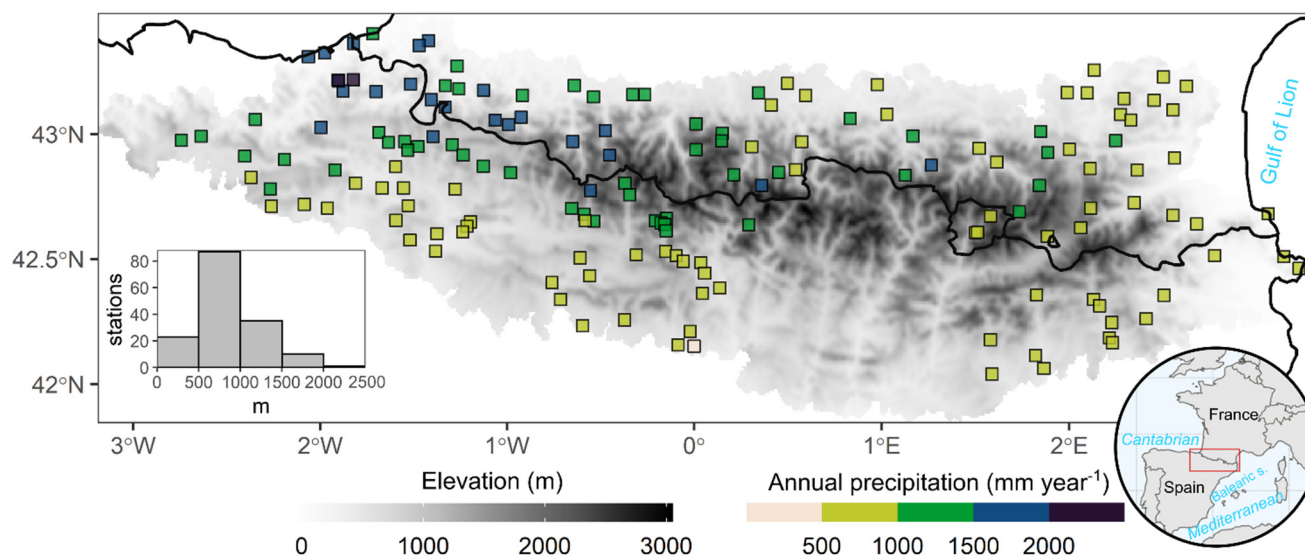 43°N
42.5°N
42°N
Gulf of Lion
80
60
40
20
0
stations
0 500 1000 1500 2000 2500
m
3°W 2°W 1°W 0° 1°E 2°E
Elevation (m)
0 1000 2000 3000
Annual precipitation (mm year-1)
500 1000 1500 2000
France
Cantabrian
Spain
Balearic s.
Mediterranean